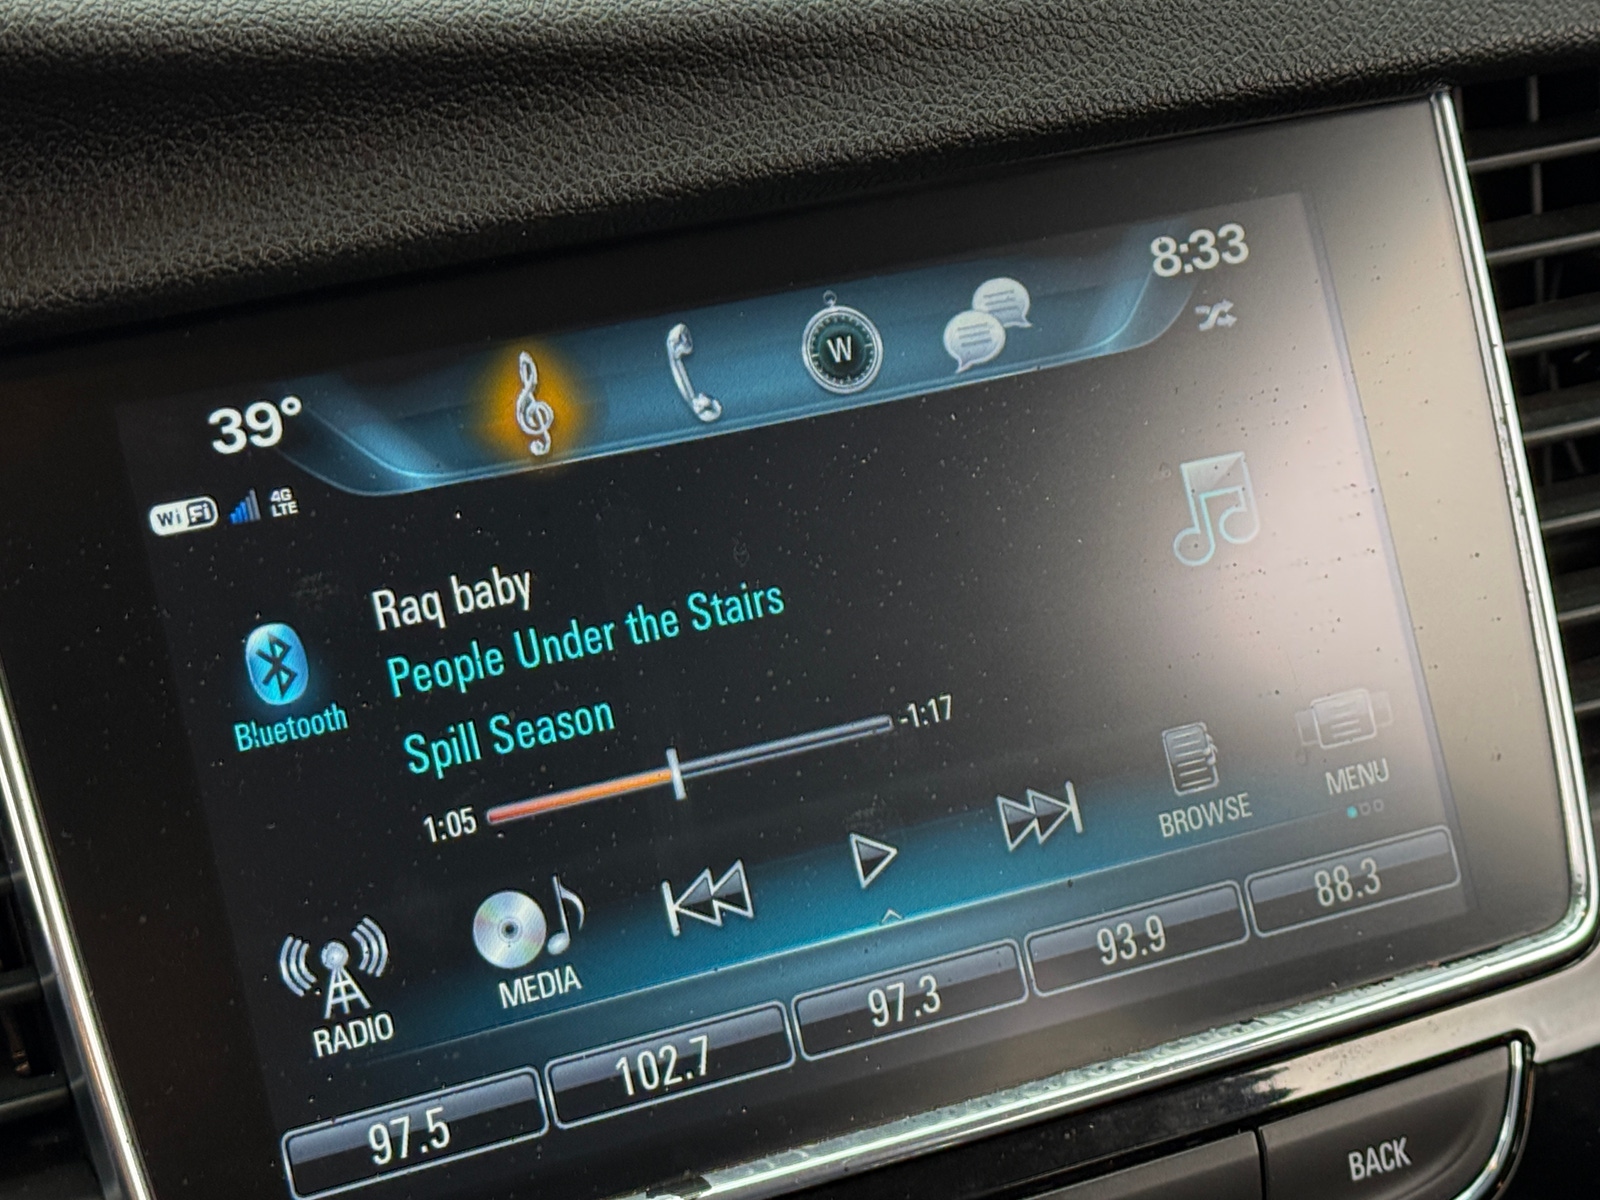 8:33
39°
W
WiFi
4G
LTE
Raq baby
People Under the Stairs
Spill Season
Bluetooth
1:05
-1:17
RADIO
MEDIA
BROWSE
MENU
97.5
102.7
97.3
93.9
88.3
BACK